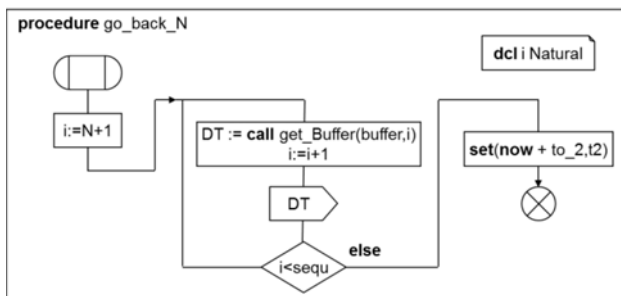 procedure go_back_N
dcl i Natural
i:=N+1
DT := call get_Buffer(buffer,i)
i:=i+1
set(now + to_2,t2)
DT
else
i<sequ